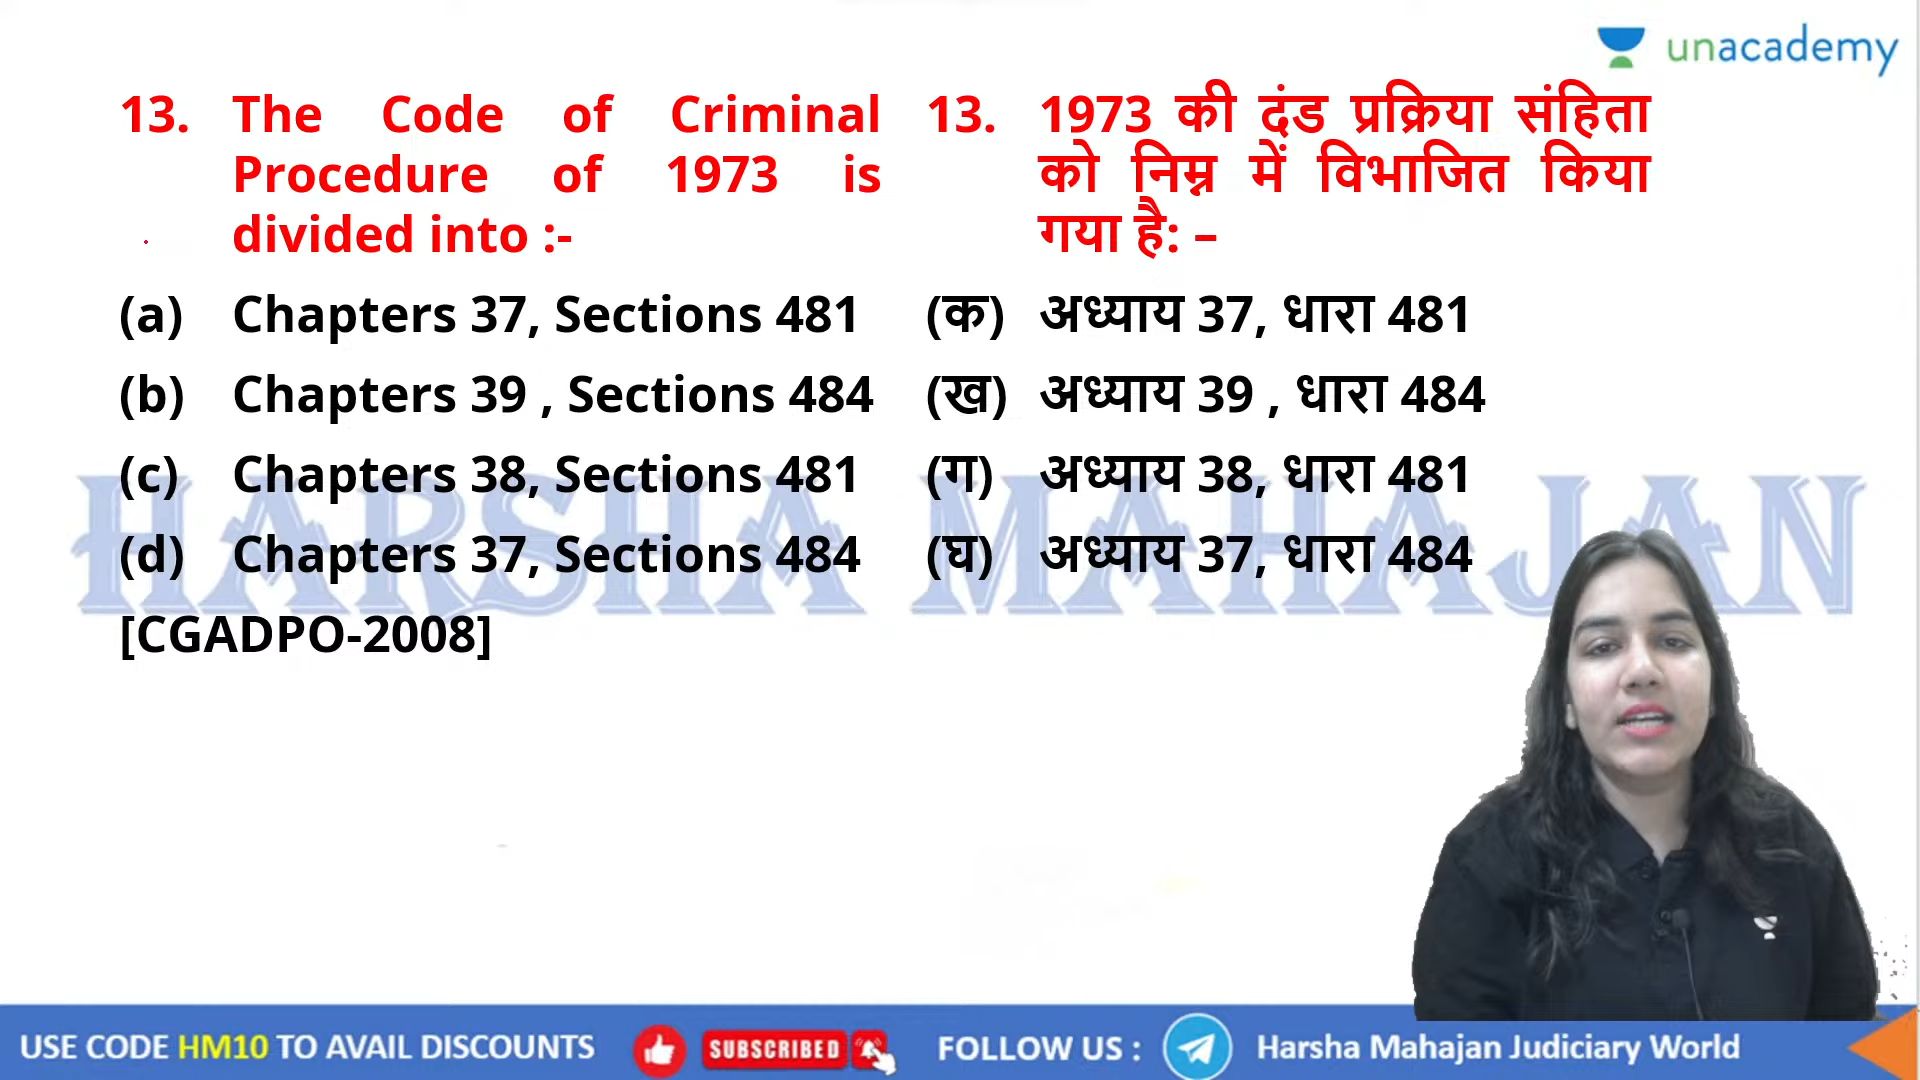 unacademy
13. The Code of Criminal
Procedure of 1973 is
divided into :-
(a) Chapters 37, Sections 481
(b) Chapters 39 , Sections 484
(c) Chapters 38, Sections 481
(d) Chapters 37, Sections 484
[CGADPO-2008]
13. 1973 की दंड प्रक्रिया संहिता
को निम्न में विभाजित किया
गया है: –
(क) अध्याय 37, धारा 481
(ख) अध्याय 39 , धारा 484
(ग) अध्याय 38, धारा 481
(घ) अध्याय 37, धारा 484
HARSHA MAHAJAN
USE CODE HM10 TO AVAIL DISCOUNTS
SUBSCRIBED
FOLLOW US :
Harsha Mahajan Judiciary World